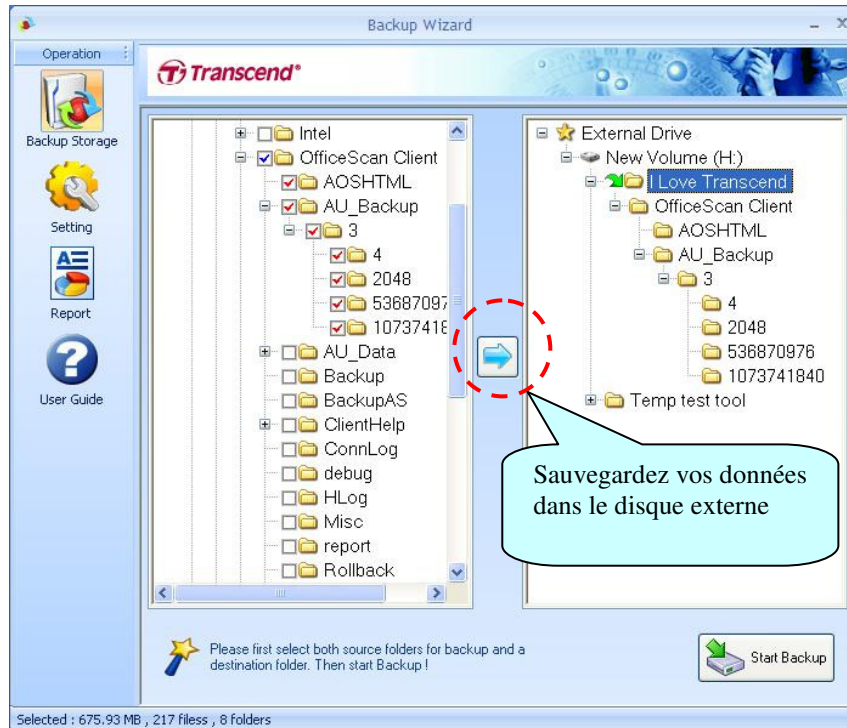 Backup Wizard
Operation
Backup Storage
Setting
Report
User Guide
Transcend®
Intel
OfficeScan Client
AOSHTML
AU_Backup
3
4
2048
53687097
10737418
AU_Data
Backup
BackupAS
ClientHelp
ConnLog
debug
HLog
Misc
report
Rollback
External Drive
New Volume (H:)
I Love Transcend
OfficeScan Client
AOSHTML
AU_Backup
3
4
2048
536870976
1073741840
Temp test tool
Sauvegardez vos données
dans le disque externe
Please first select both source folders for backup and a
destination folder. Then start Backup !
Start Backup
Selected : 675.93 MB , 217 filess , 8 folders